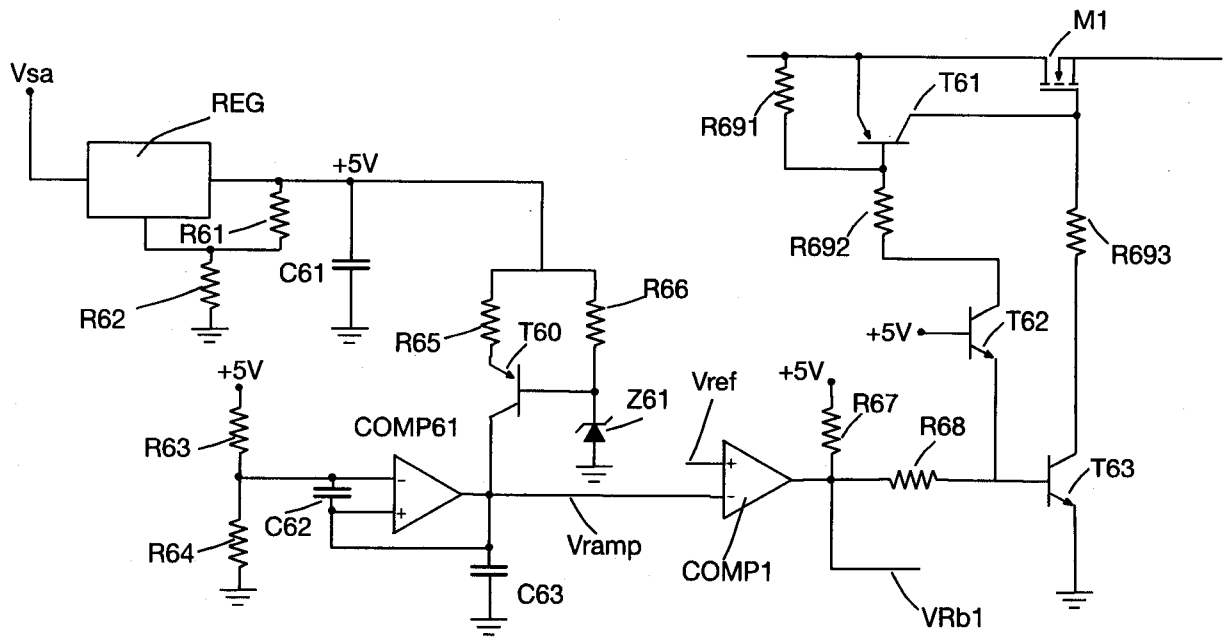 M1
Vsa
REG
T61
R691
+5V
R61
R692
R693
C61
R62
R66
R65
T60
+5V
T62
+5V
Vref
+5V
Z61
R67
COMP61
R63
R68
-
+
+
-
T63
C62
R64
Vramp
COMP1
C63
VRb1